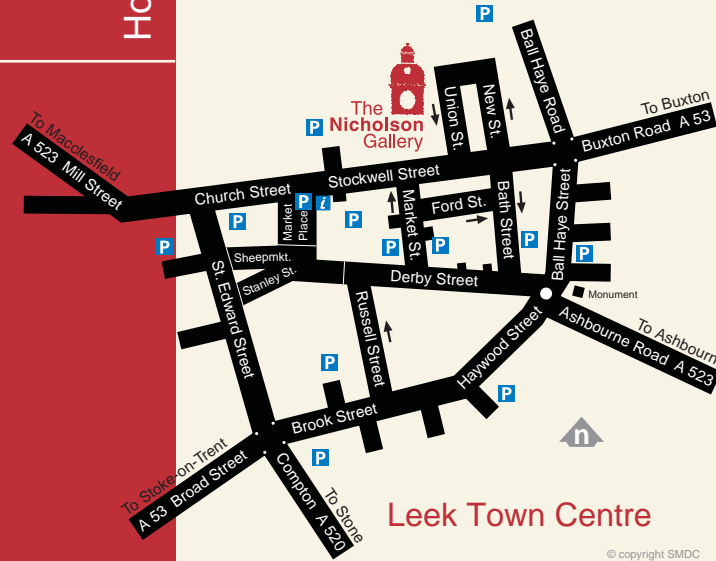 Ho
P
Ball Haye Road
To Buxton
Buxton Road A 53
To Macclesfield
A 523 Mill Street
The
Nicholson
Gallery
P
Union St.
New St.
Church Street
Stockwell Street
P
i
P
P
Market
Place
Market St.
Ford St.
Bath Street
Ball Haye Street
P
P
P
P
P
Sheepmkt.
Stanley St.
Derby Street
St. Edward Street
Russell Street
Monument
Haywood Street
To Ashbourn
Ashbourne Road A 523
P
P
Brook Street
n
P
To Stoke-on-Trent
A 53 Broad Street
Compton A 520
To Stone
Leek Town Centre
© copyright SMDC